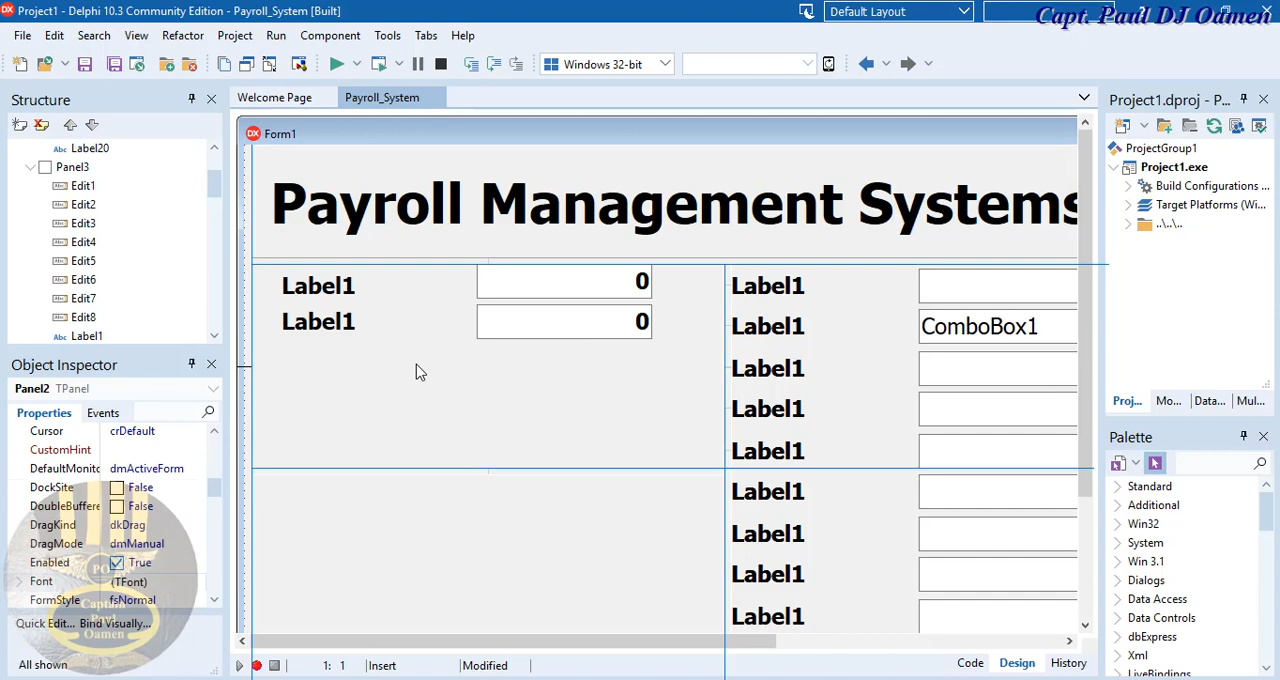 Project1 - Delphi 10.3 Community Edition - Payroll_System [Built]
Default Layout
Capt. Paul DJ Oamen
File Edit Search View Refactor Project Run Component Tools Tabs Help
Windows 32-bit
Structure
Welcome Page
Payroll_System
Project1.dproj - P...
Label20
Panel3
Edit1
Edit2
Edit3
Edit4
Edit5
Edit6
Edit7
Edit8
Label1
Form1
Payroll Management Systems
Label1 0
Label1 0
Label1
Label1 ComboBox1
Label1
Label1
Label1
Label1
Label1
Label1
Label1
ProjectGroup1
Project1.exe
Build Configurations ...
Target Platforms (Wi...
..\..\..
Proj... Mo... Data... Mul...
Object Inspector
Panel2 TPanel
Properties Events
Cursor crDefault
CustomHint
DefaultMonito dmActiveForm
DockSite False
DoubleBuffere False
DragKind dkDrag
DragMode dmManual
Enabled True
Font (TFont)
FormStyle fsNormal
Quick Edit... Bind Visually...
All shown
PO
Captain
Paul
Oamen
1: 1 Insert Modified
Code Design History
Palette
Standard
Additional
Win32
System
Win 3.1
Dialogs
Data Access
Data Controls
dbExpress
Xml
LiveBindings